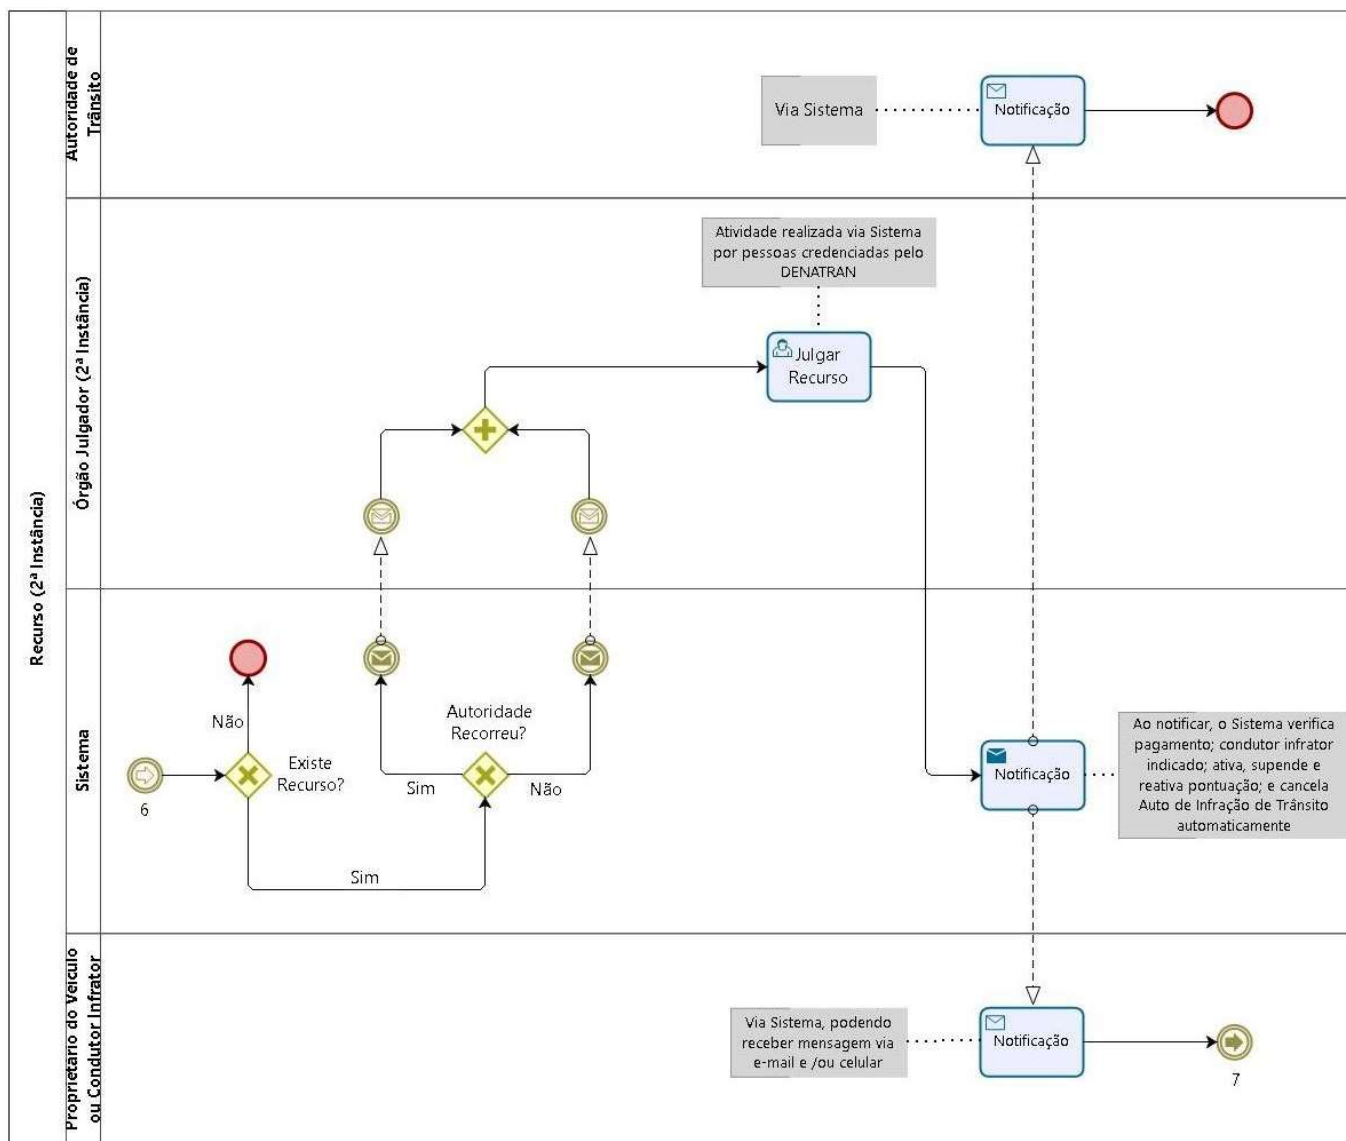 Recurso (2ª Instância)
Autoridade de
Trânsito
Via Sistema
Notificação
Órgão Julgador (2ª Instância)
Atividade realizada via Sistema
por pessoas credenciadas pelo
DENATRAN
Julgar
Recurso
Sistema
6
Não
Existe
Recurso?
Sim
Autoridade
Recorreu?
Sim
Não
Notificação
Ao notificar, o Sistema verifica
pagamento; condutor infrator
indicado; ativa, supende e
reativa pontuação; e cancela
Auto de Infração de Trânsito
automaticamente
Proprietário do Veículo
ou Condutor Infrator
Via Sistema, podendo
receber mensagem via
e-mail e /ou celular
Notificação
7